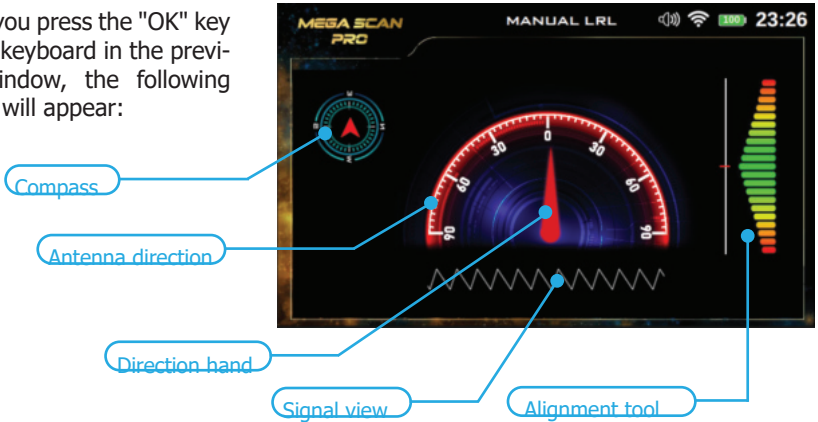 you press the "OK" key
keyboard in the previ-
indow, the following
will appear:
MEGA SCAN
PRO
MANUAL LRL
100
23:26
90
60
30
0
30
60
90
Compass
Antenna direction
Direction hand
Signal view
Alignment tool